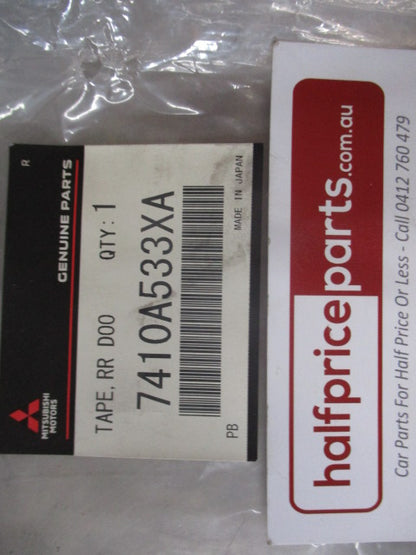 R
GENUINE PARTS
MITSUBISHI
MOTORS
TAPE, RR DOO QTY: 1
7410A533XA
MADE IN JAPAN
PB
halfpriceparts.com.au
Car Parts For Half Price Or Less - Call 0412 760 479